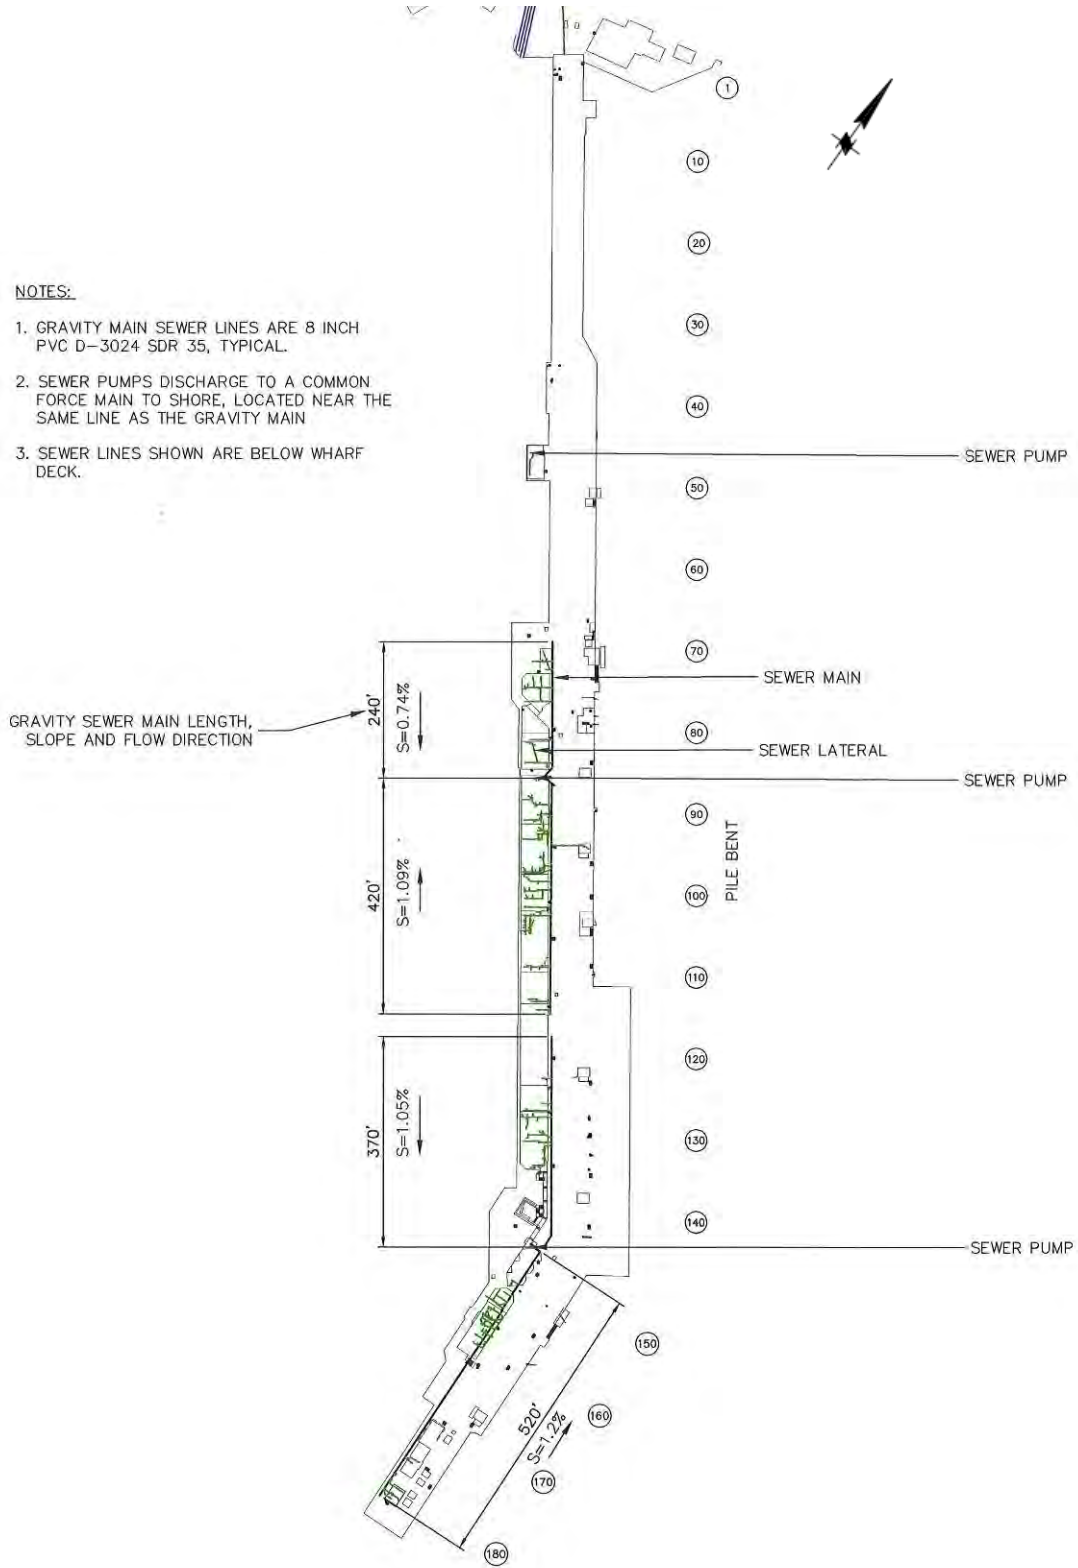 1
10
20
30
NOTES:
1. GRAVITY MAIN SEWER LINES ARE 8 INCH
PVC D-3024 SDR 35, TYPICAL.
2. SEWER PUMPS DISCHARGE TO A COMMON
FORCE MAIN TO SHORE, LOCATED NEAR THE
SAME LINE AS THE GRAVITY MAIN
3. SEWER LINES SHOWN ARE BELOW WHARF
DECK.
40
SEWER PUMP
50
60
70
SEWER MAIN
240'
S=0.74%
GRAVITY SEWER MAIN LENGTH,
SLOPE AND FLOW DIRECTION
80
SEWER LATERAL
SEWER PUMP
90
PILE BENT
420'
S=1.09%
100
110
120
370'
S=1.05%
130
140
SEWER PUMP
150
520'
S=1.2%
160
170
180